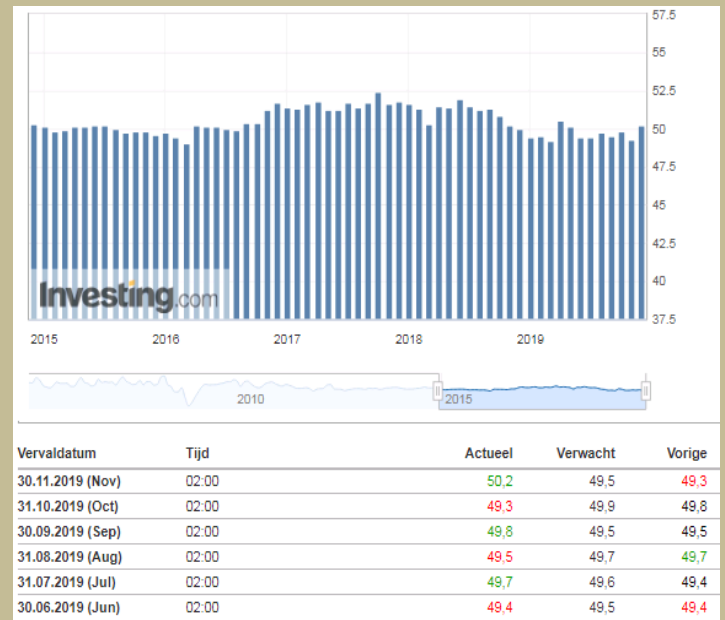 57.5
55
52.5
50
47.5
45
42.5
40
37.5
Investing.com
2015 2016 2017 2018 2019
2010 2015
Vervaldatum Tijd Actueel Verwacht Vorige
30.11.2019 (Nov) 02:00 50,2 49,5 49,3
31.10.2019 (Oct) 02:00 49,3 49,9 49,8
30.09.2019 (Sep) 02:00 49,8 49,5 49,5
31.08.2019 (Aug) 02:00 49,5 49,7 49,7
31.07.2019 (Jul) 02:00 49,7 49,6 49,4
30.06.2019 (Jun) 02:00 49,4 49,5 49,4